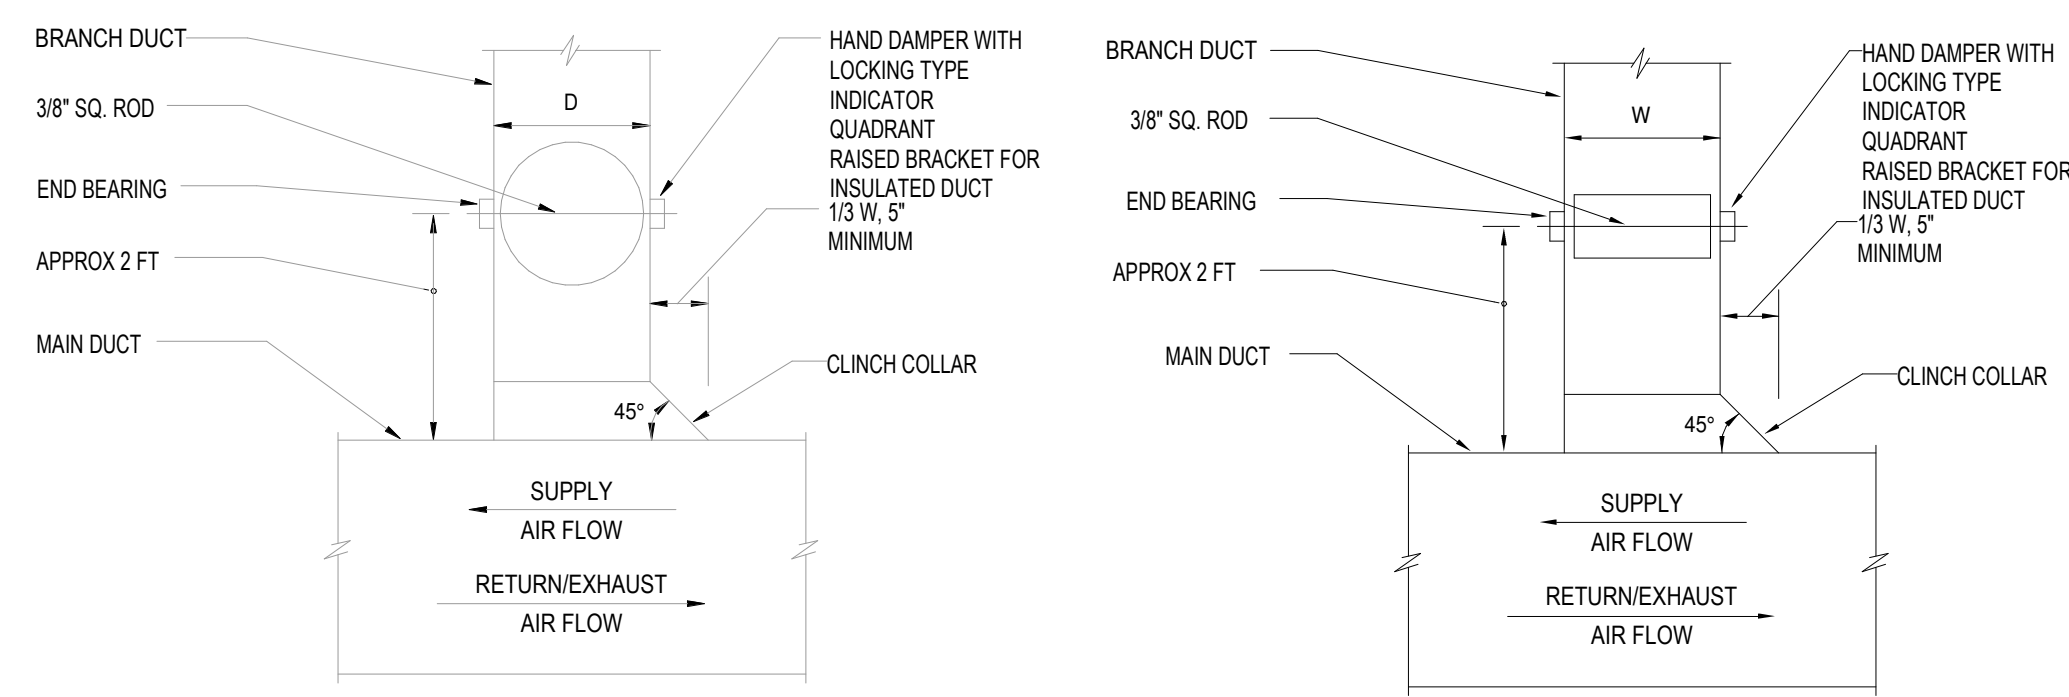 BRANCH DUCT
3/8" SQ. ROD
END BEARING
APPROX 2 FT
MAIN DUCT
D
HAND DAMPER WITH
LOCKING TYPE
INDICATOR
QUADRANT
RAISED BRACKET FOR
INSULATED DUCT
1/3 W, 5"
MINIMUM
CLINCH COLLAR
45°
SUPPLY
AIR FLOW
RETURN/EXHAUST
AIR FLOW
BRANCH DUCT
3/8" SQ. ROD
END BEARING
APPROX 2 FT
MAIN DUCT
W
HAND DAMPER WITH
LOCKING TYPE
INDICATOR
QUADRANT
RAISED BRACKET FOR
INSULATED DUCT
1/3 W, 5"
MINIMUM
CLINCH COLLAR
45°
SUPPLY
AIR FLOW
RETURN/EXHAUST
AIR FLOW